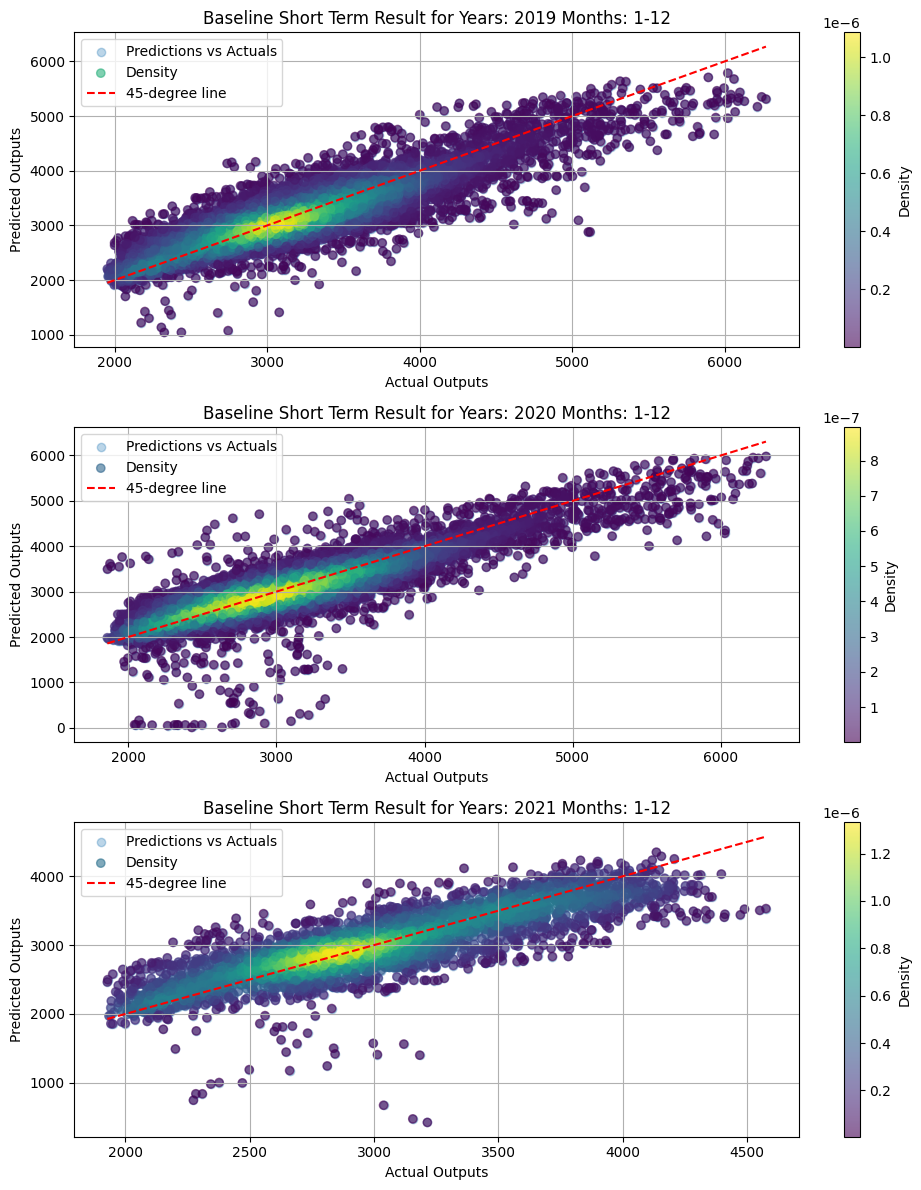 Baseline Short Term Result for Years: 2019 Months: 1-12
1e−6
Predictions vs Actuals
Density
45-degree line
6000
5000
4000
3000
2000
1000
Predicted Outputs
2000
3000
4000
5000
6000
Actual Outputs
1.0
0.8
0.6
0.4
0.2
Density
Baseline Short Term Result for Years: 2020 Months: 1-12
1e−7
Predictions vs Actuals
Density
45-degree line
6000
5000
4000
3000
2000
1000
0
Predicted Outputs
2000
3000
4000
5000
6000
Actual Outputs
8
7
6
5
4
3
2
1
Density
Baseline Short Term Result for Years: 2021 Months: 1-12
1e−6
Predictions vs Actuals
Density
45-degree line
4000
3000
2000
1000
Predicted Outputs
2000
2500
3000
3500
4000
4500
Actual Outputs
1.2
1.0
0.8
0.6
0.4
0.2
Density